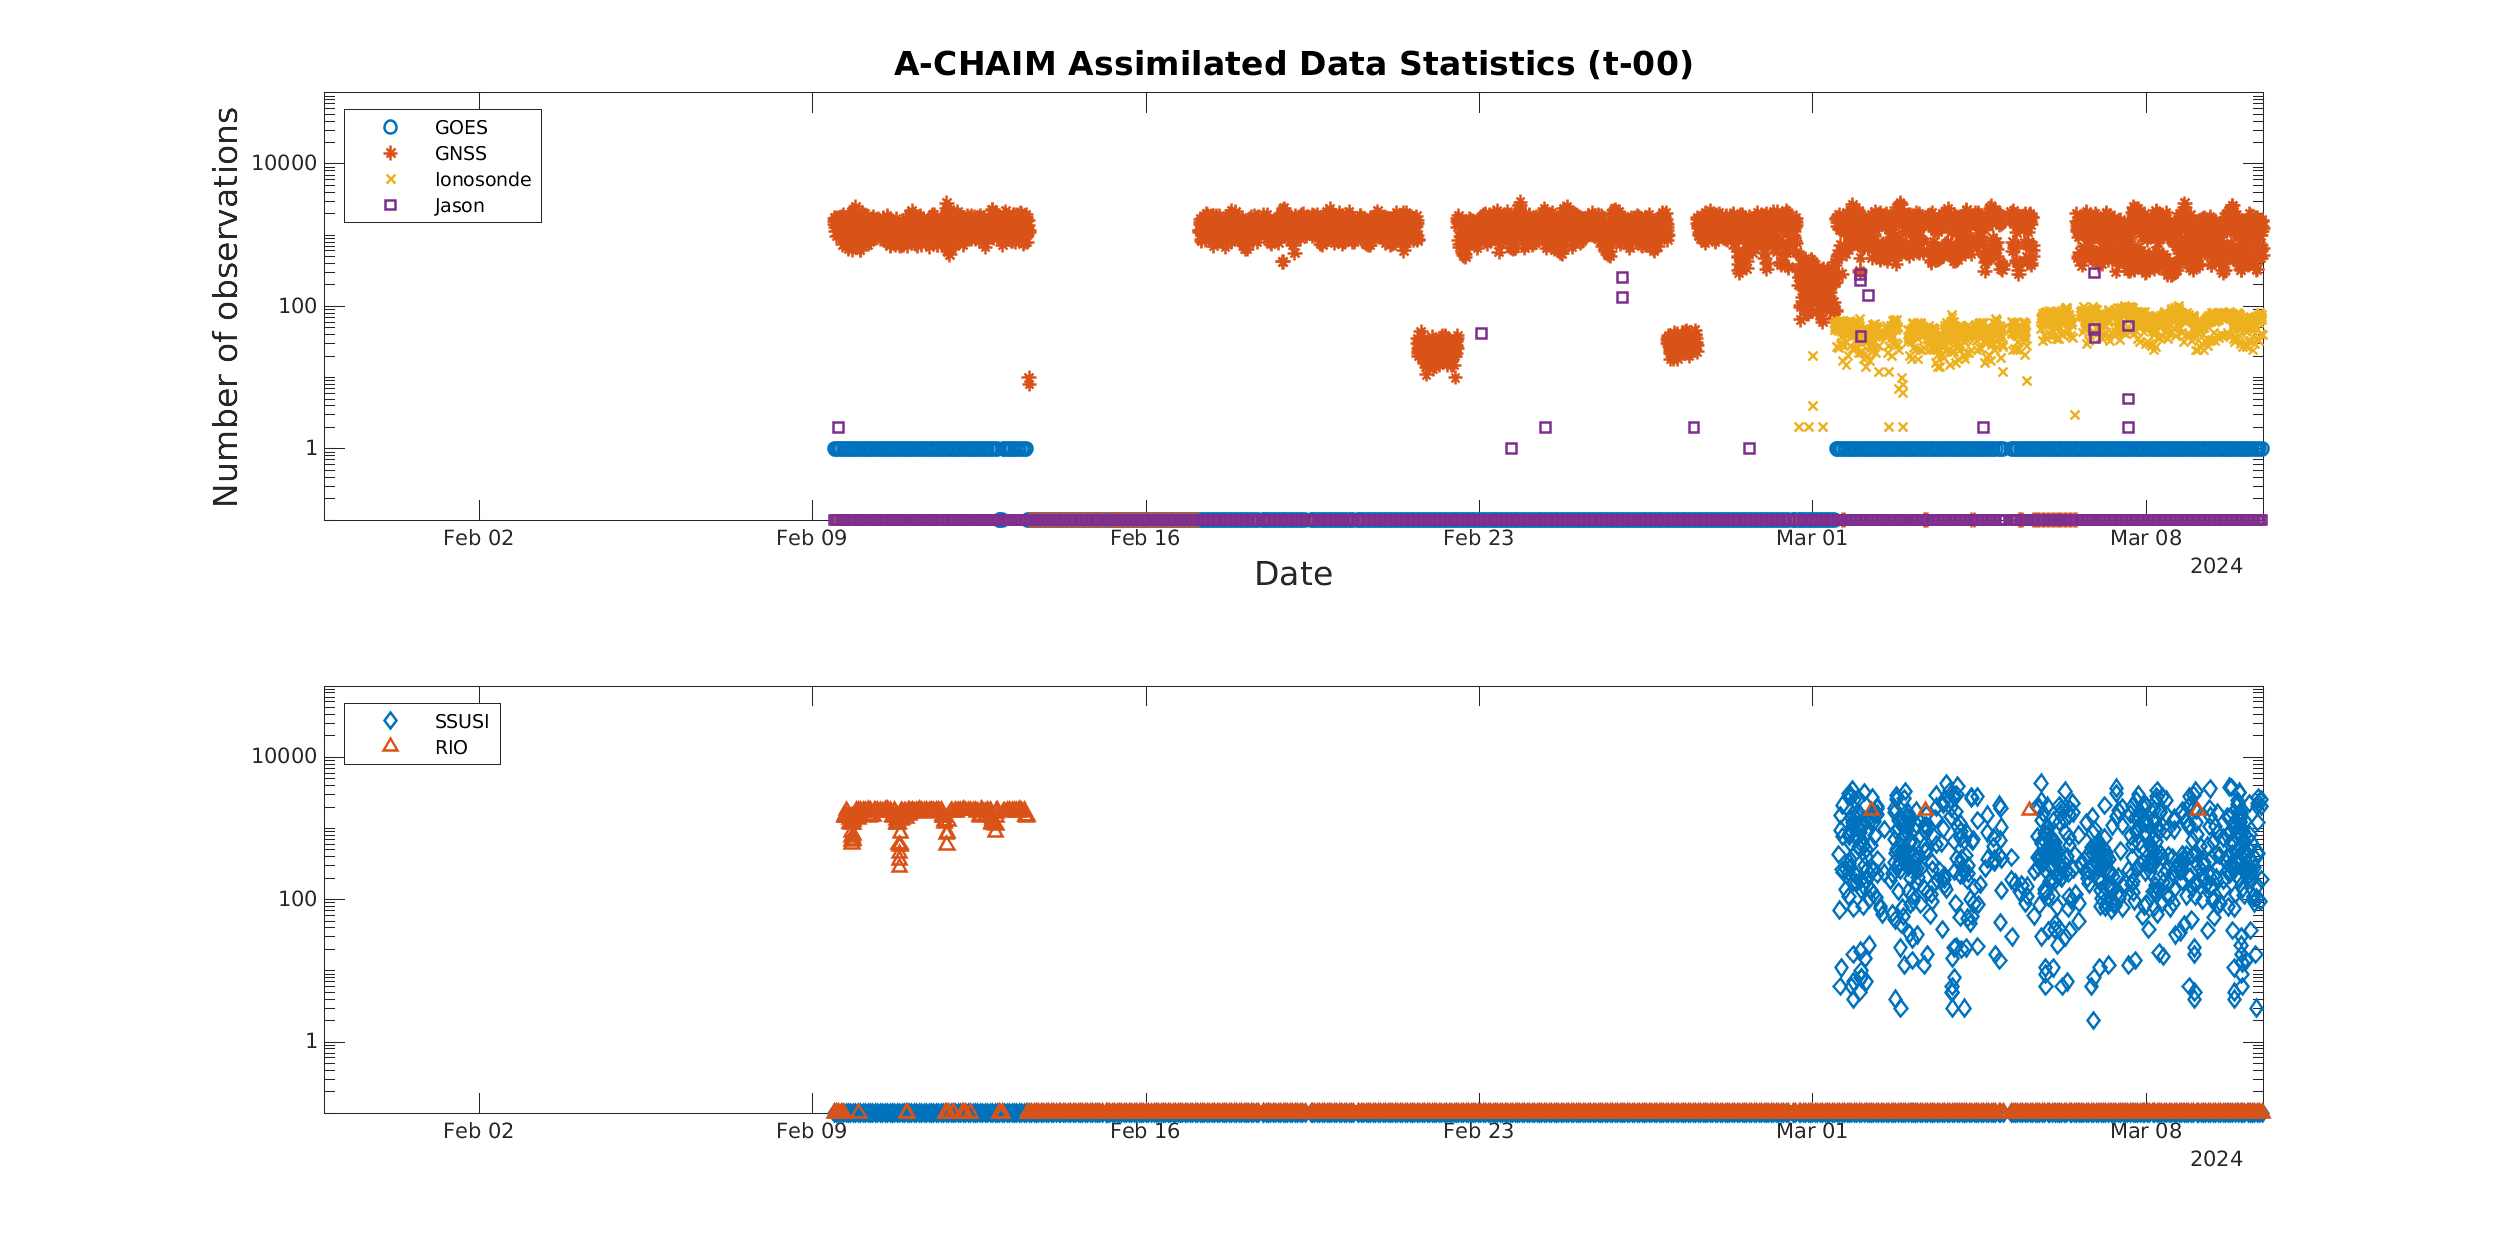 A-CHAIM Assimilated Data Statistics (t-00)
Number of observations
GOES
GNSS
Ionosonde
Jason
10000
100
1
Feb 02 Feb 09 Feb 16 Feb 23 Mar 01 Mar 08
2024
Date
SSUSI
RIO
10000
100
1
Feb 02 Feb 09 Feb 16 Feb 23 Mar 01 Mar 08
2024